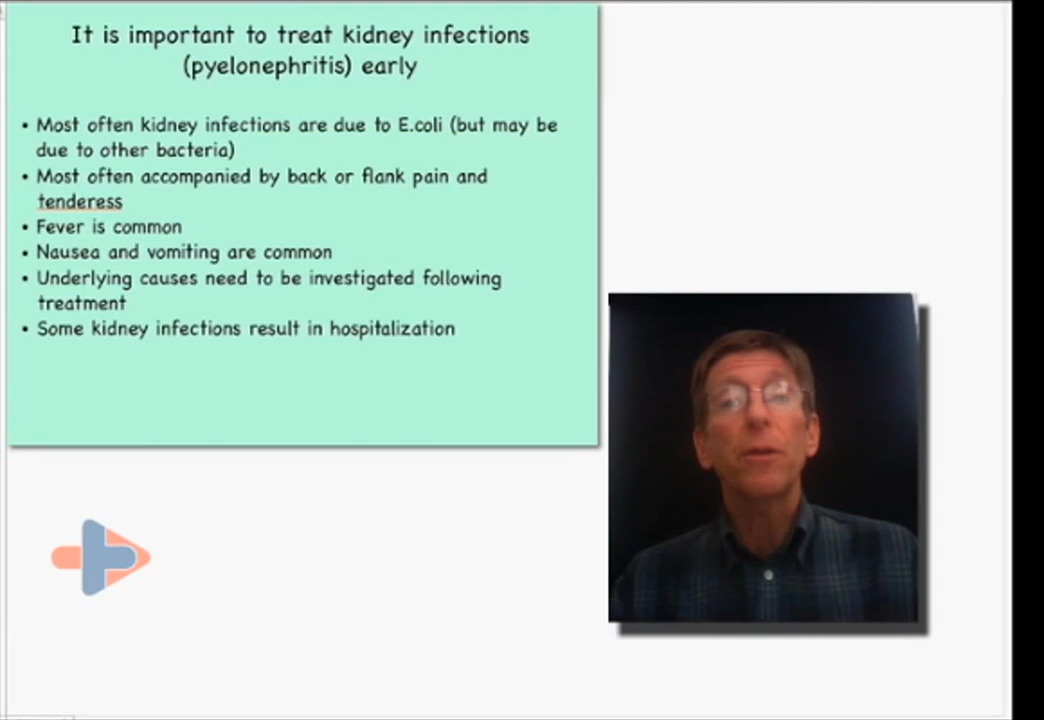 It is important to treat kidney infections
(pyelonephritis) early
• Most often kidney infections are due to E.coli (but may be
due to other bacteria)
• Most often accompanied by back or flank pain and
tenderess
• Fever is common
• Nausea and vomiting are common
• Underlying causes need to be investigated following
treatment
• Some kidney infections result in hospitalization